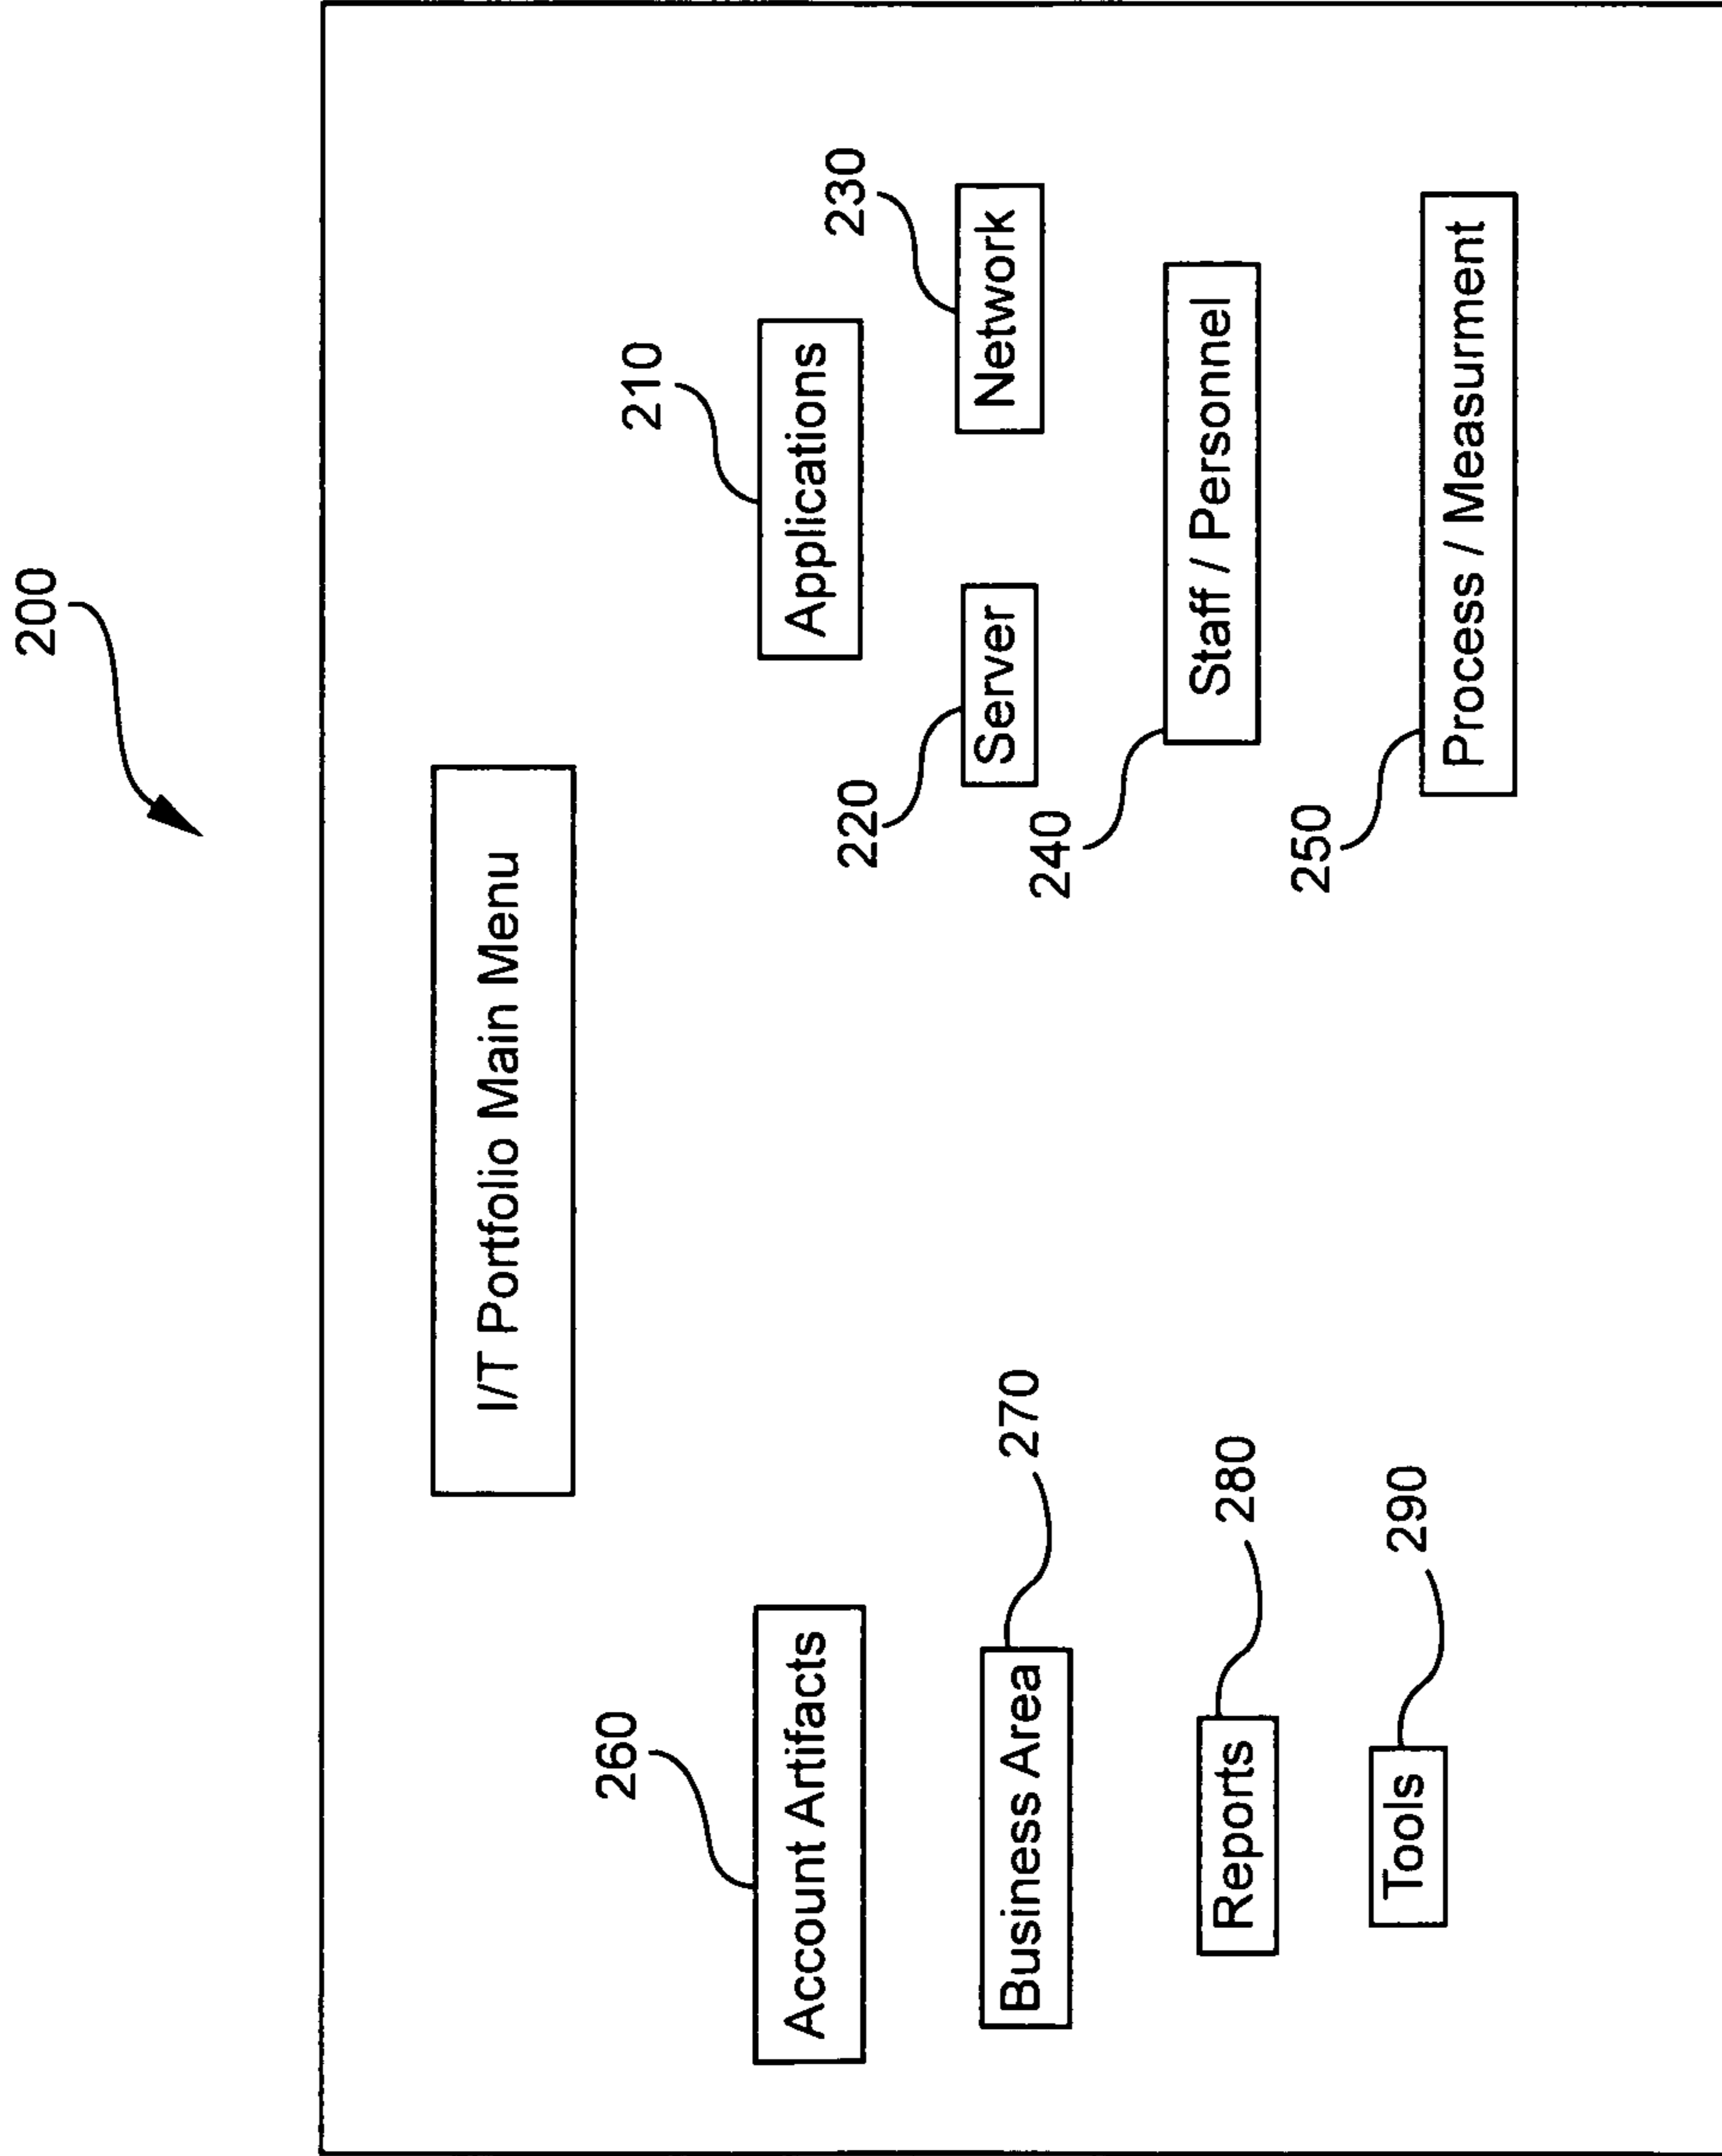 200
I/T Portfolio Main Menu
260
Account Artifacts
270
Business Area
280
Reports
290
Tools
210
Applications
220
Server
230
Network
240
Staff / Personnel
250
Process / Measurment